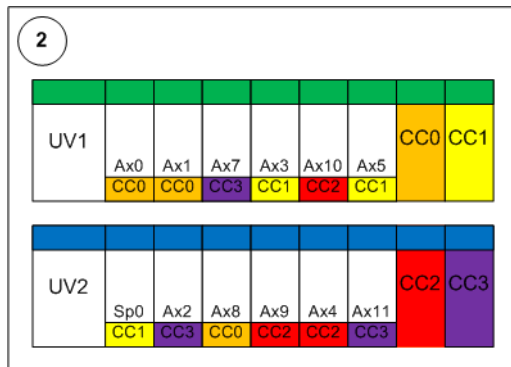 2
UV1 CC0 CC1
Ax0 Ax1 Ax7 Ax3 Ax10 Ax5
CC0 CC0 CC3 CC1 CC2 CC1
UV2 CC2 CC3
Sp0 Ax2 Ax8 Ax9 Ax4 Ax11
CC1 CC3 CC0 CC2 CC2 CC3